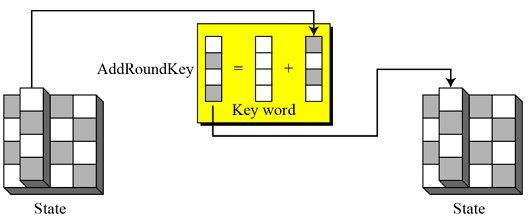 AddRoundKey
=
+
Key word
State
State